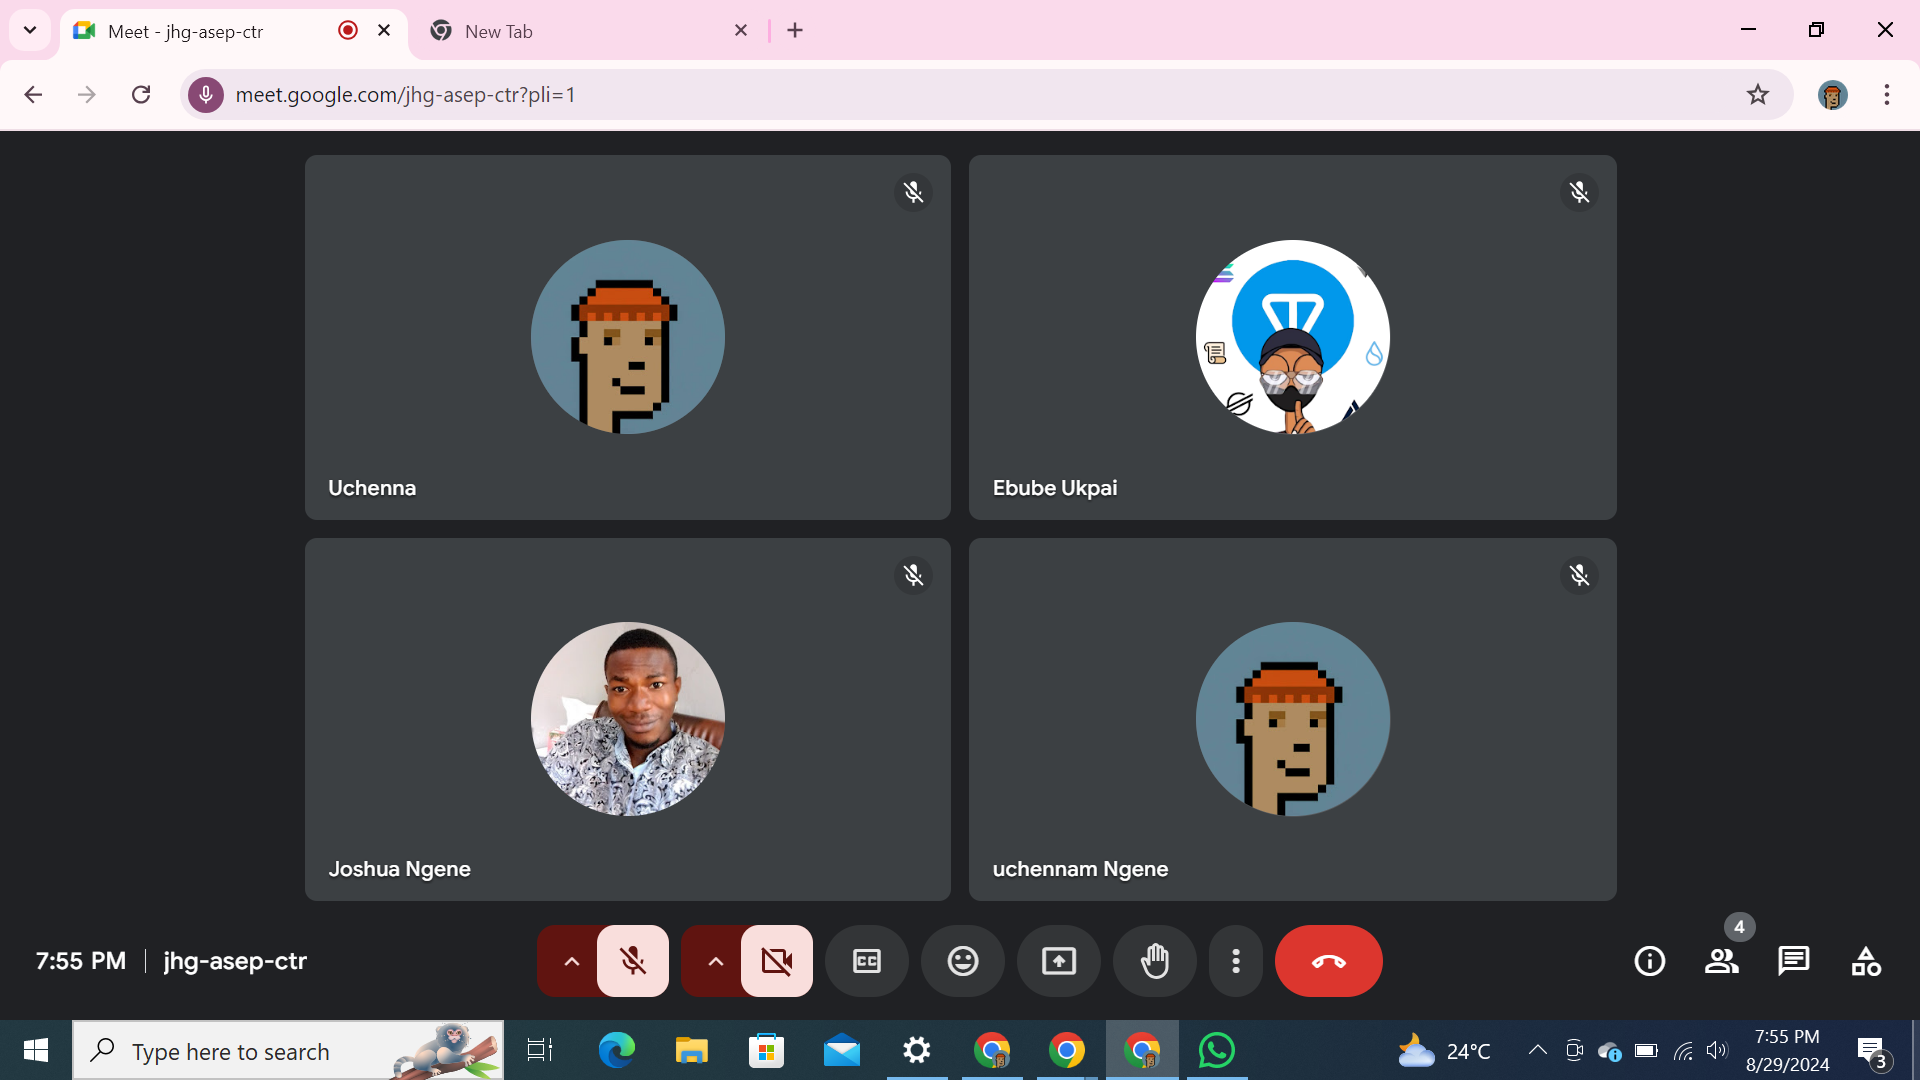 Meet - jhg-asep-ctr
New Tab
meet.google.com/jhg-asep-ctr?pli=1
Uchenna
Ebube Ukpai
Joshua Ngene
uchennam Ngene
7:55 PM
jhg-asep-ctr
CC
4
Type here to search
24°C
7:55 PM
8/29/2024
3